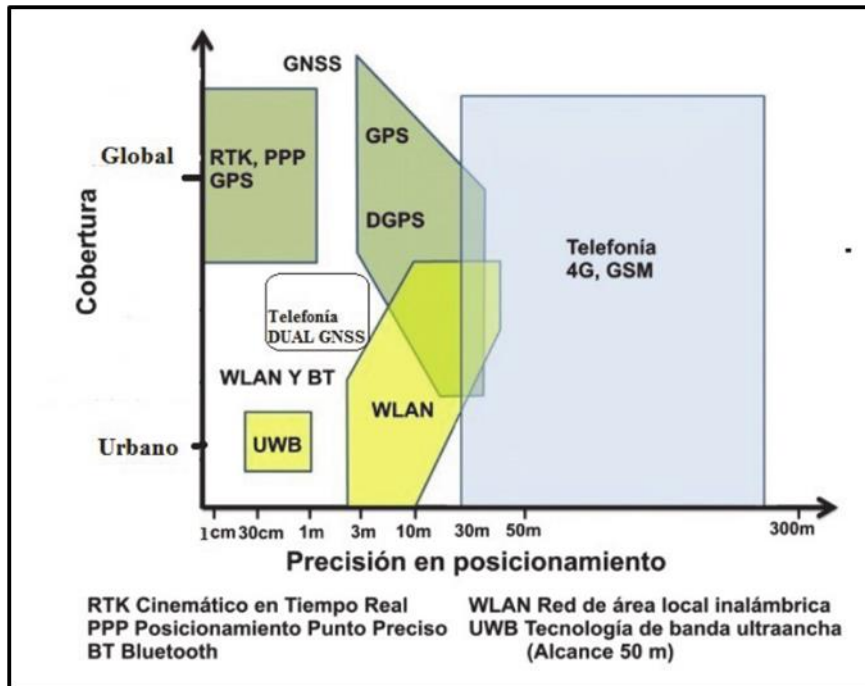 GNSS
Cobertura
Global
RTK, PPP
GPS
GPS
DGPS
Telefonía
4G, GSM
Telefonía
DUAL GNSS
WLAN Y BT
WLAN
Urbano
UWB
1cm 30cm 1m 3m 10m 30m 50m 300m
Precisión en posicionamiento
RTK Cinemático en Tiempo Real
PPP Posicionamiento Punto Preciso
BT Bluetooth
WLAN Red de área local inalámbrica
UWB Tecnología de banda ultraancha
(Alcance 50 m)